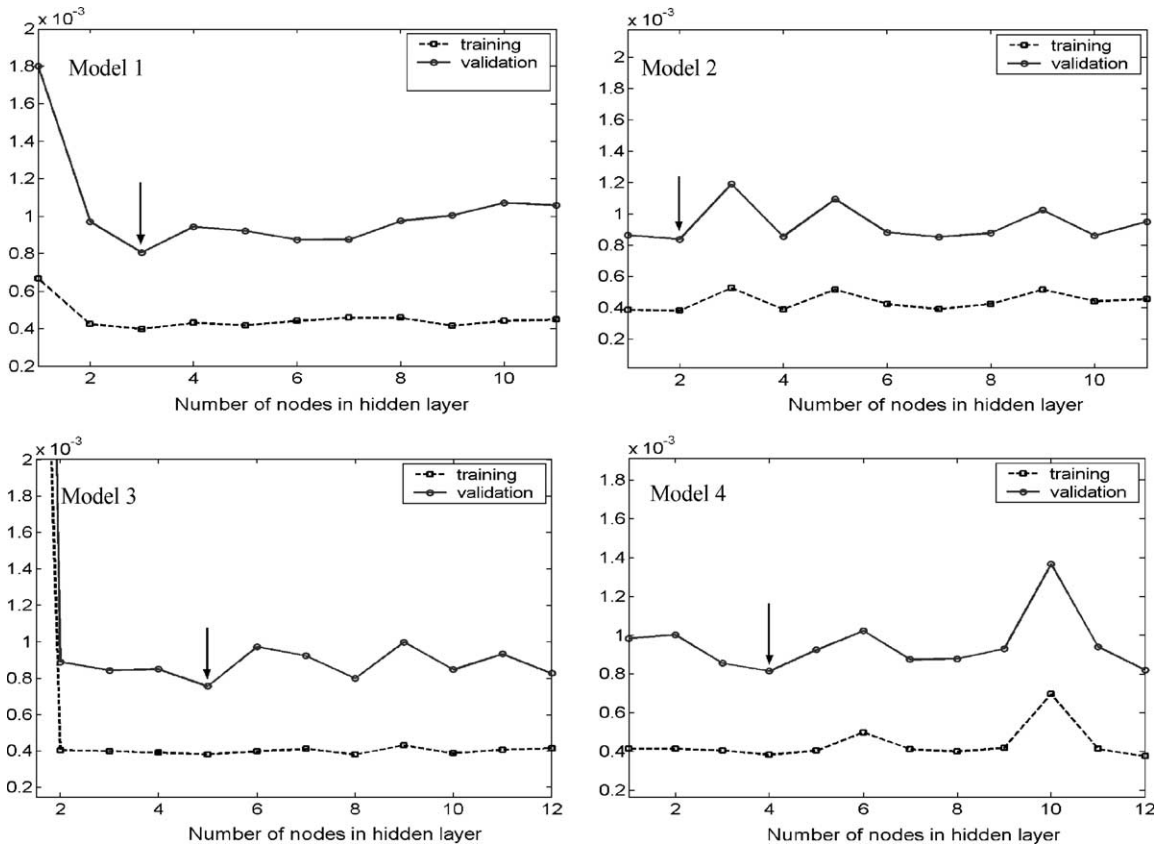 x 10⁻³
2
1.8
1.6
1.4
1.2
1
0.8
0.6
0.4
0.2
Model 1
training
validation
2 4 6 8 10
Number of nodes in hidden layer
x 10⁻³
2
1.8
1.6
1.4
1.2
1
0.8
0.6
0.4
0.2
Model 2
training
validation
2 4 6 8 10
Number of nodes in hidden layer
x 10⁻³
2
1.8
1.6
1.4
1.2
1
0.8
0.6
0.4
0.2
Model 3
training
validation
2 4 6 8 10 12
Number of nodes in hidden layer
x 10⁻³
1.8
1.6
1.4
1.2
1
0.8
0.6
0.4
0.2
Model 4
training
validation
2 4 6 8 10 12
Number of nodes in hidden layer